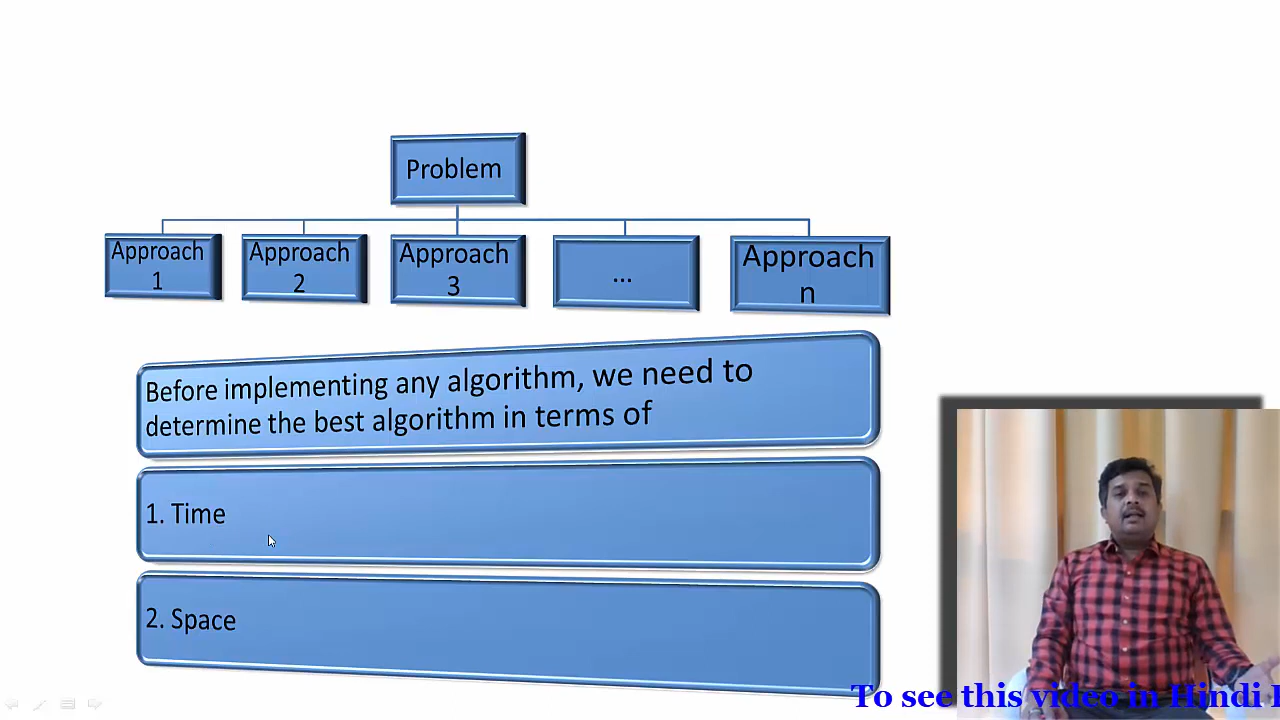 Problem
Approach
1
Approach
2
Approach
3
...
Approach
n
Before implementing any algorithm, we need to
determine the best algorithm in terms of
1. Time
2. Space
To see this video in Hindi